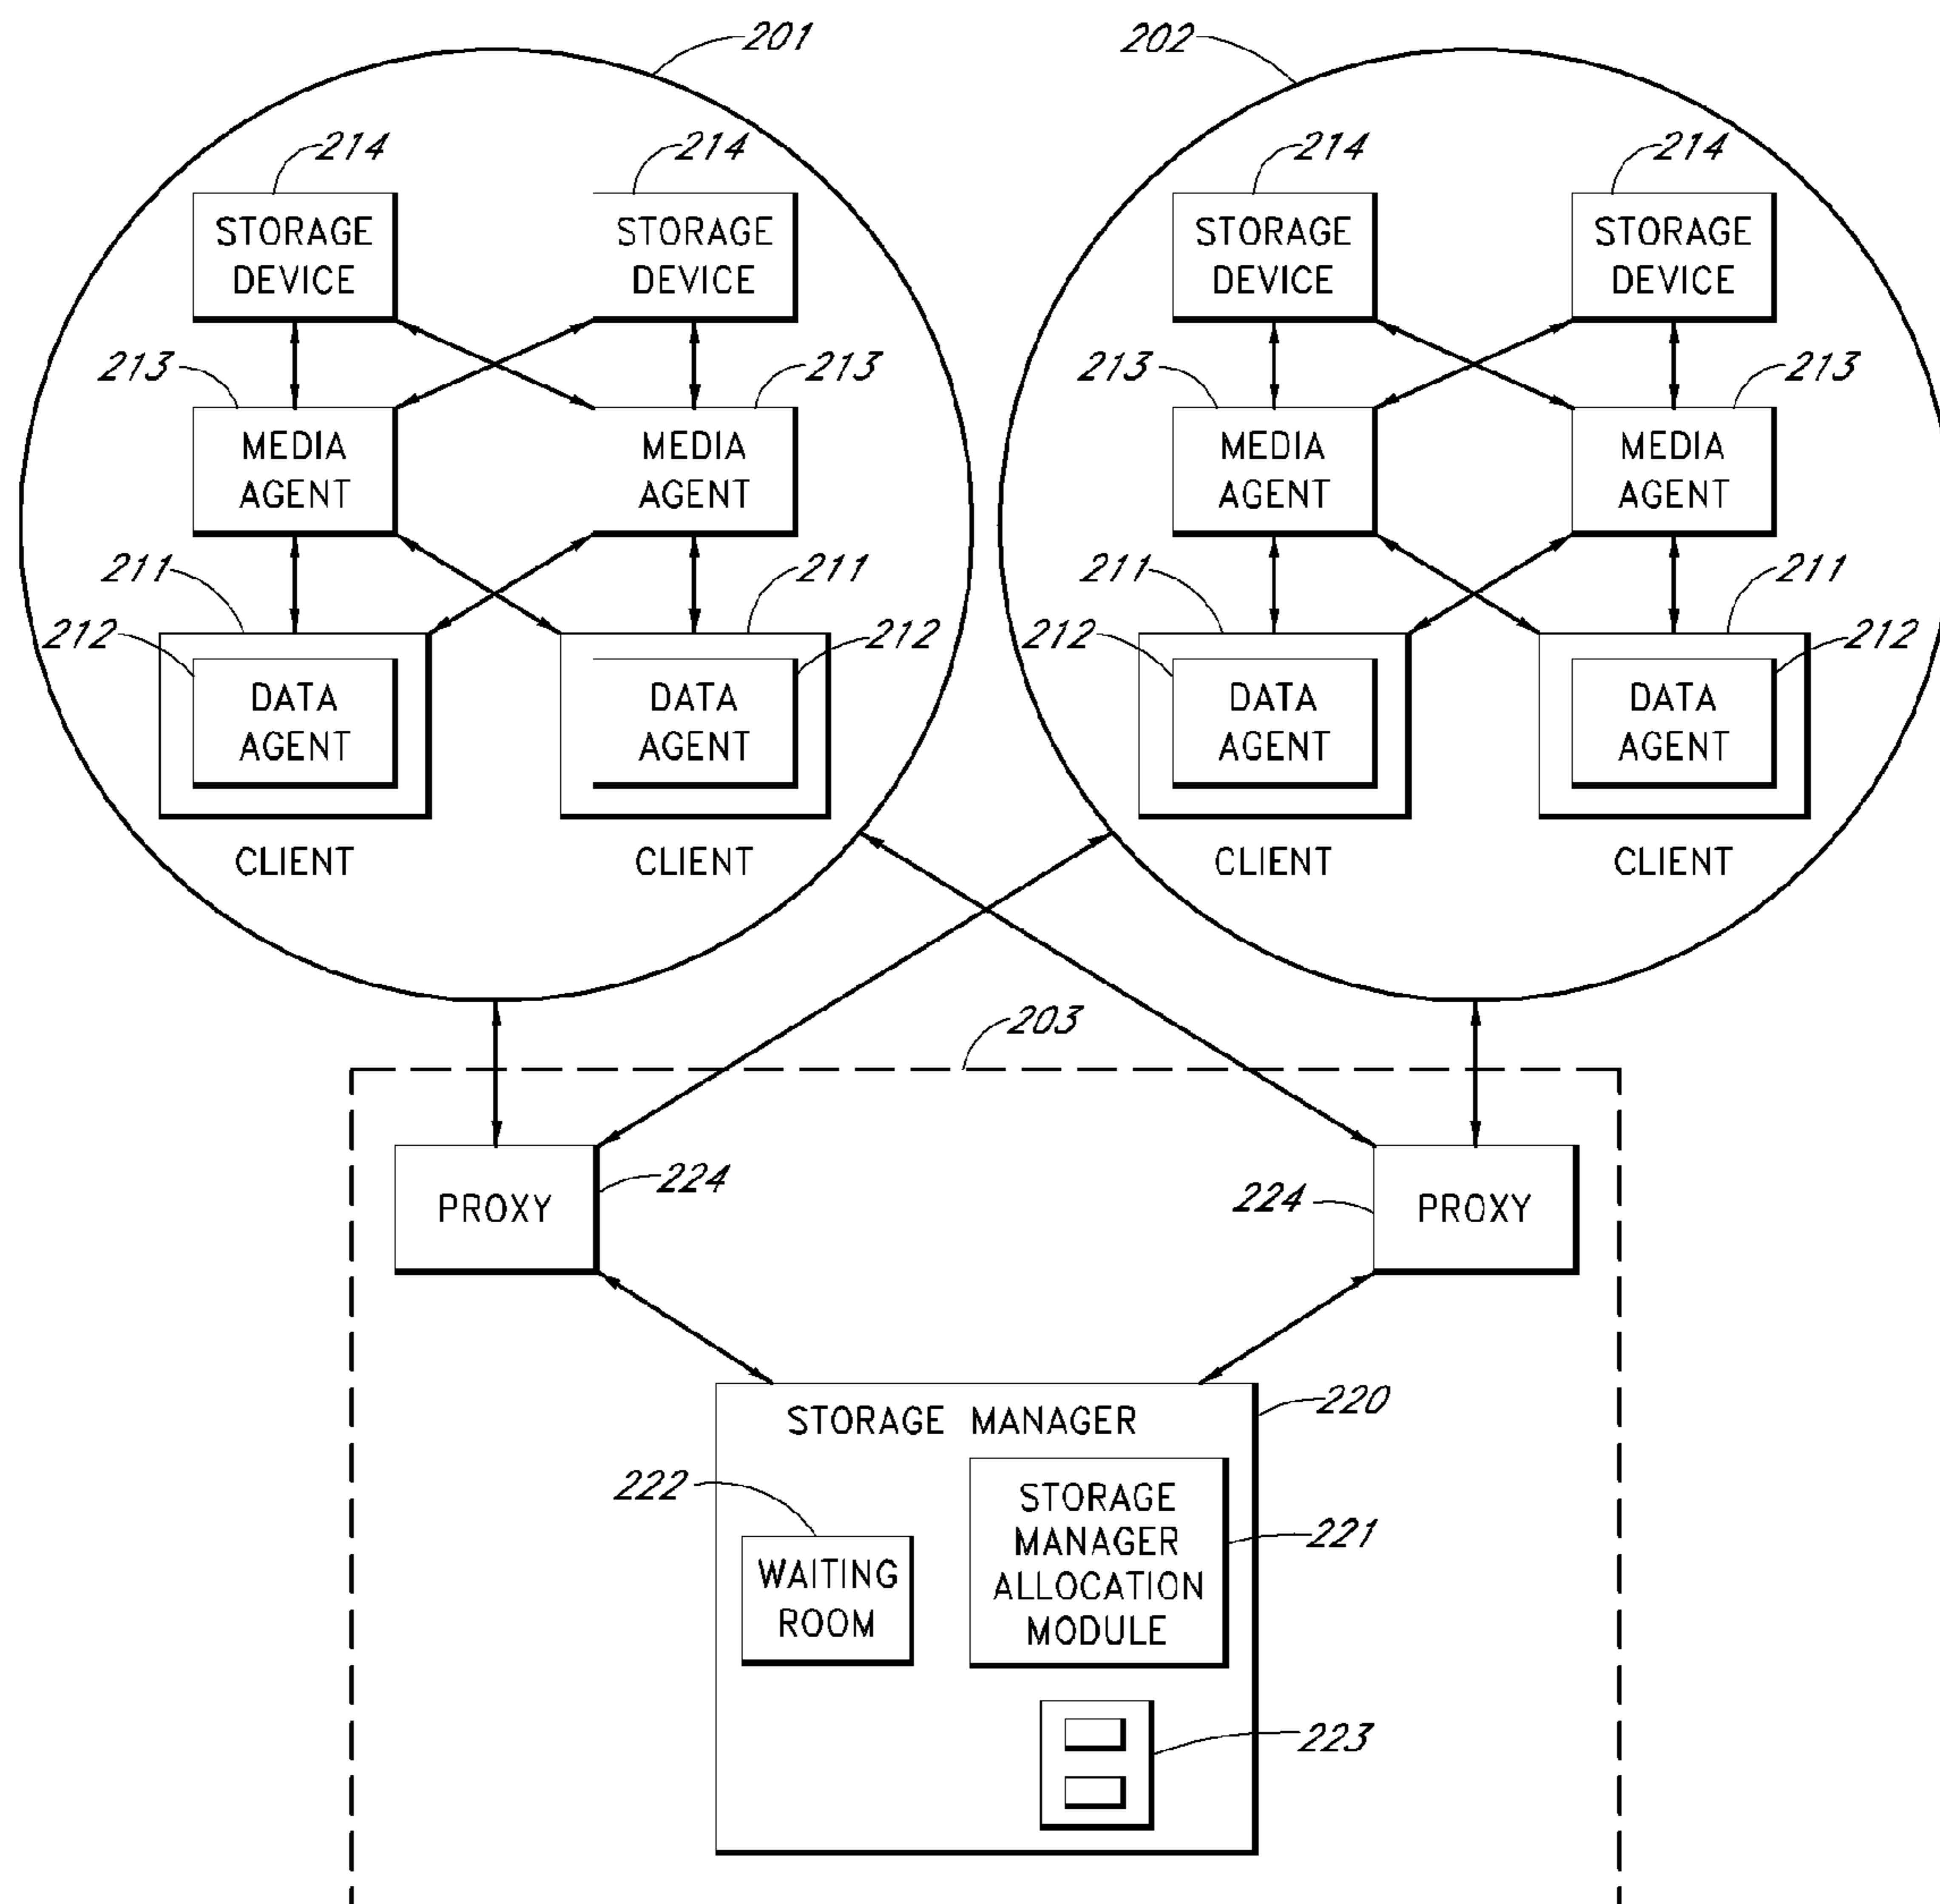 201
202
214
214
214
214
STORAGE
DEVICE
STORAGE
DEVICE
STORAGE
DEVICE
STORAGE
DEVICE
213
213
213
213
MEDIA
AGENT
MEDIA
AGENT
MEDIA
AGENT
MEDIA
AGENT
211
211
211
211
212
212
212
212
DATA
AGENT
DATA
AGENT
DATA
AGENT
DATA
AGENT
CLIENT
CLIENT
CLIENT
CLIENT
203
PROXY
224
224
PROXY
STORAGE MANAGER
220
222
WAITING
ROOM
STORAGE
MANAGER
ALLOCATION
MODULE
221
223